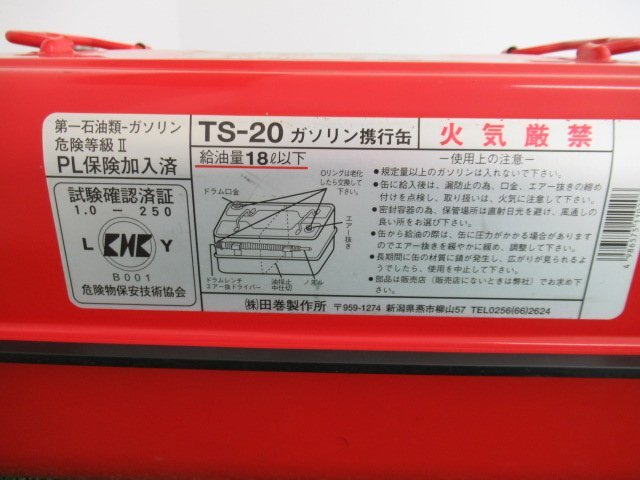 第一石油類-ガソリン
危険等級Ⅱ
PL保険加入済
試験確認済証
1.0 - 250
L KHK Y
B001
危険物保安技術協会
TS-20 ガソリン携行缶
給油量18ℓ以下
ドラム口金
Oリングは老化
したら交換して
下さい。
エアー抜き
ドラムレンチ
エアー抜ドライバー
油揺止
中仕切
ノズル
火気厳禁
−使用上の注意−
●規定量以上のガソリンは入れないで下さい。
●缶に給入後は、漏防止の為、口金、エアー抜きの締め
付けを点検し、取り扱いは、火気に注意して下さい。
●密封容器の為、保管場所は直射日光を避け、風通しの
良い所をお選び下さい。
●缶から給油の際は、缶に圧力がかかる場合があります
のでエアー抜きを緩やかに緩め、調整して下さい。
●長期間に缶の材質に錆が発生し、広がりが見られるよ
うでしたら、使用を中止して下さい。
●部品は販売店（販売店にないときは弊社）でお求め下
さい。
㈱田巻製作所 〒959-1274 新潟県燕市柳山57 TEL0256(66)2624